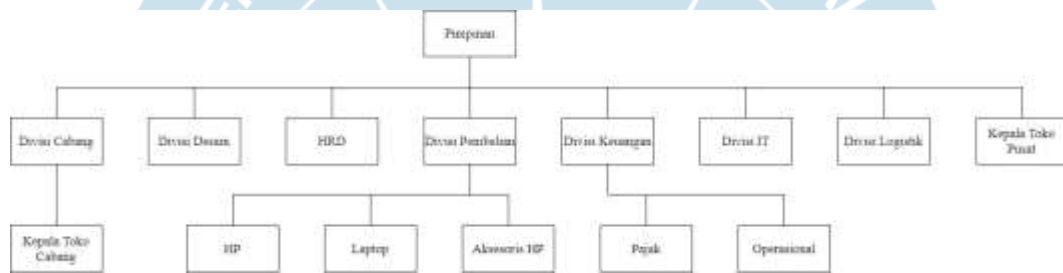 Pimpinan
Divisi Cabang
Divisi Desain
HRD
Divisi Pembelian
Divisi Keuangan
Divisi IT
Divisi Logistik
Kepala Toko
Pusat
Kepala Toko
Cabang
HP
Laptop
Aksesoris HP
Pajak
Operasional